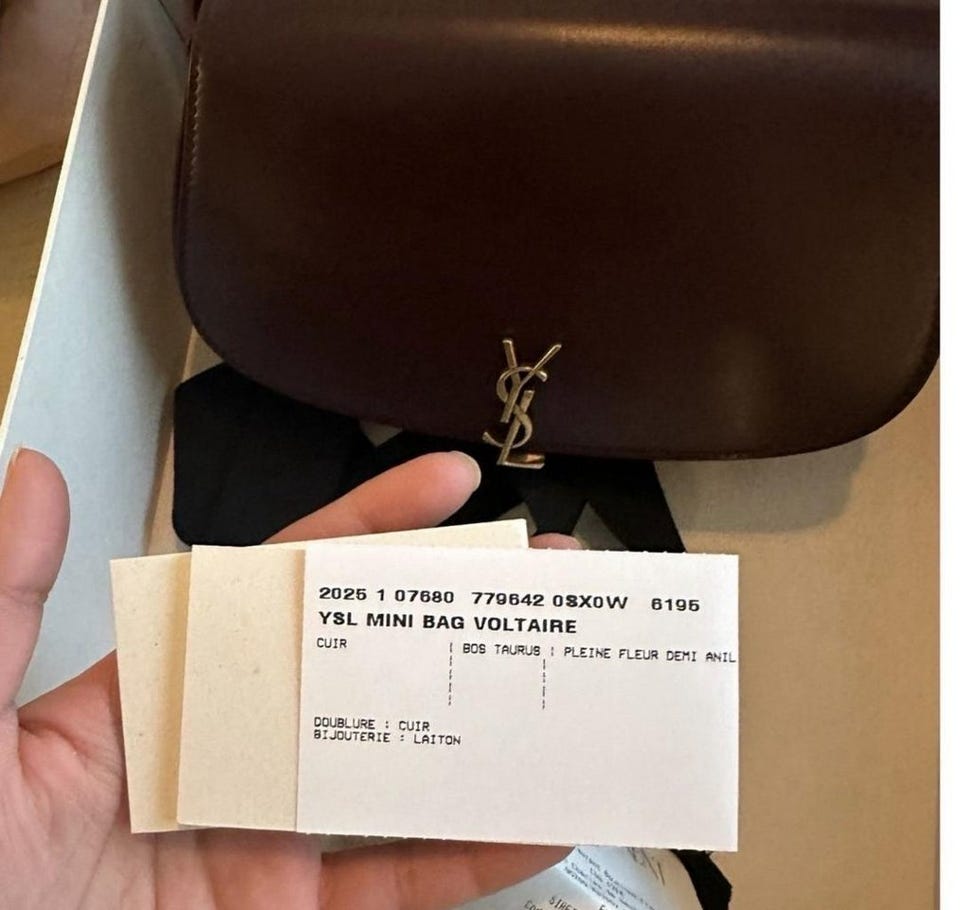 YSL
2025 1 07680 779642 0SX0W 6195
YSL MINI BAG VOLTAIRE
CUIR | BOS TAURUS | PLEINE FLEUR DEMI ANIL
DOUBLURE : CUIR
BIJOUTERIE : LAITON